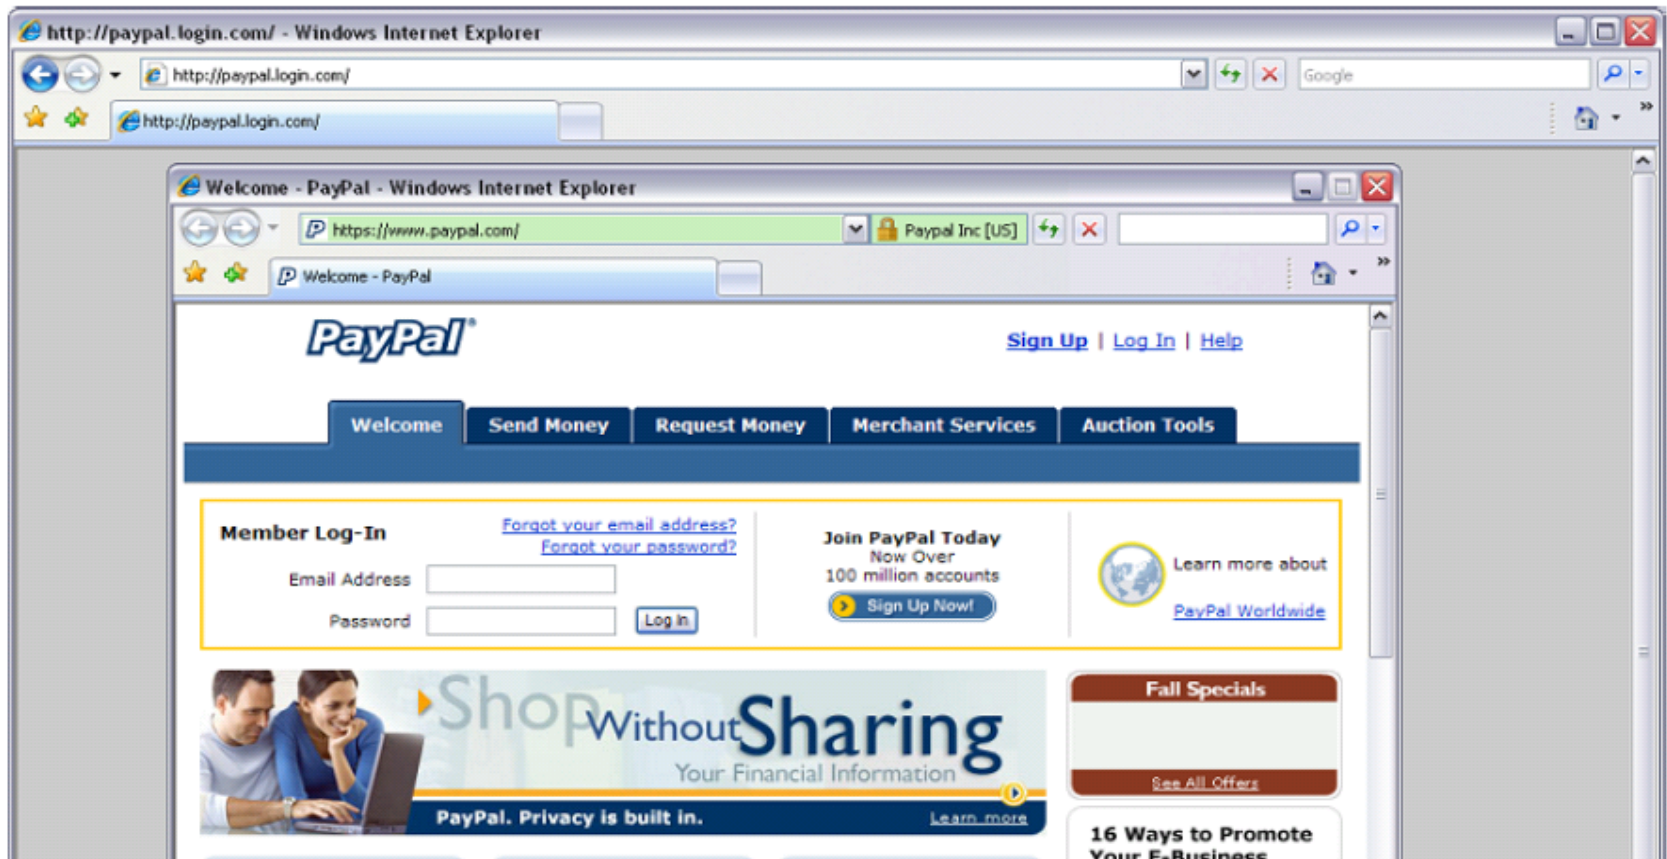 http://paypal.login.com/ - Windows Internet Explorer
http://paypal.login.com/
Google
http://paypal.login.com/
Welcome - PayPal - Windows Internet Explorer
https://www.paypal.com/
Paypal Inc [US]
Welcome - PayPal
PayPal®
Sign Up | Log In | Help
Welcome
Send Money
Request Money
Merchant Services
Auction Tools
Member Log-In
Forgot your email address?
Forgot your password?
Email Address
Password
Log In
Join PayPal Today
Now Over
100 million accounts
Sign Up Now!
Learn more about
PayPal Worldwide
Shop Without Sharing
Your Financial Information
PayPal. Privacy is built in.
Learn more
Fall Specials
See All Offers
16 Ways to Promote
Your E-Business